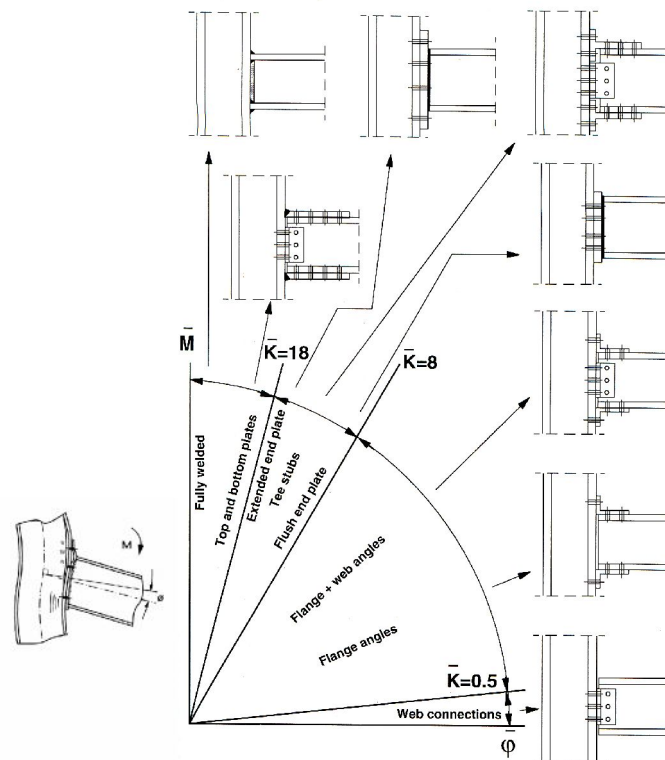 M̄
K̄=18
K̄=8
Fully welded
Top and bottom plates
Extended end plate
Tee stubs
Flush end plate
Flange + web angles
Flange angles
K̄=0.5
Web connections
φ̄
M
ø